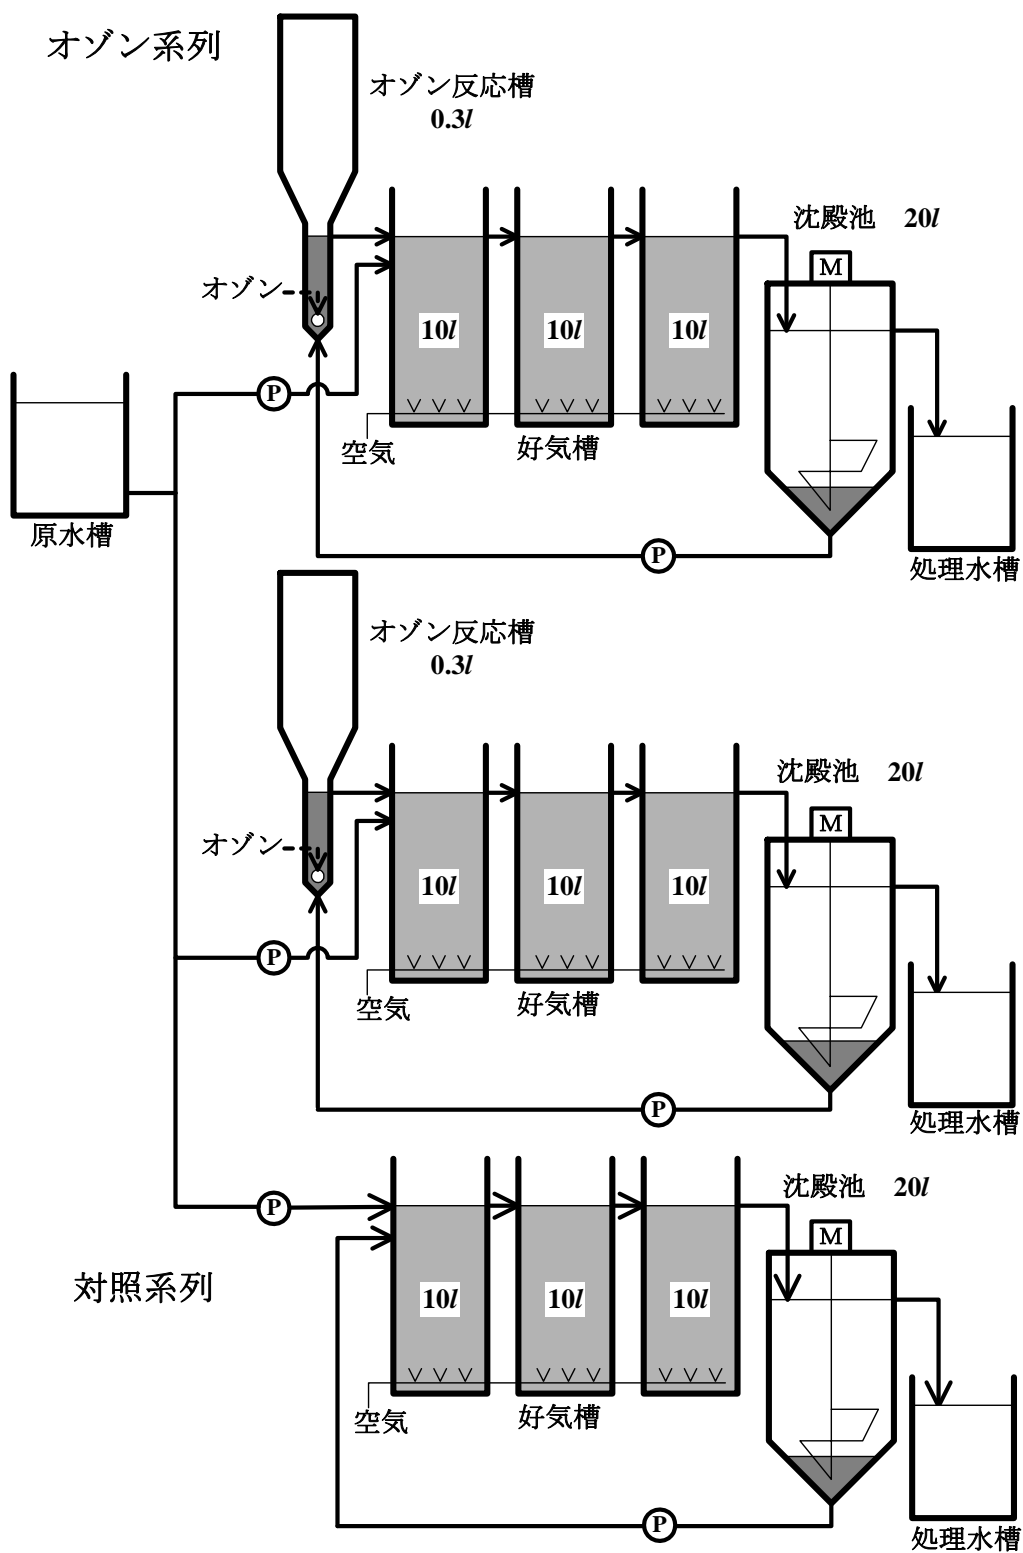 オゾン系列
オゾン反応槽
0.3l
沈殿池 20l
M
オゾン
10l 10l 10l
P
空気
好気槽
原水槽
P
処理水槽
オゾン反応槽
0.3l
沈殿池 20l
M
オゾン
10l 10l 10l
P
空気
好気槽
P
処理水槽
沈殿池 20l
P
M
対照系列
10l 10l 10l
空気
好気槽
P
処理水槽